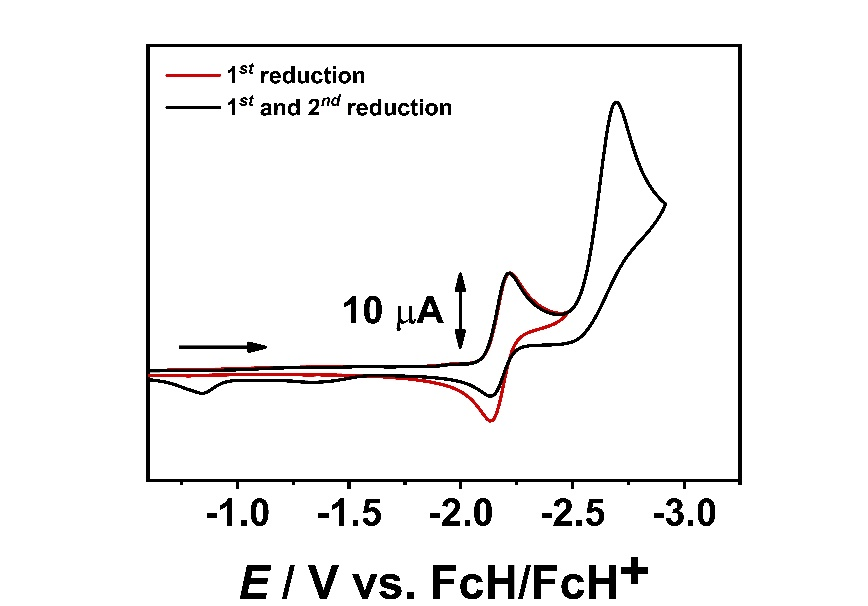 1st reduction
1st and 2nd reduction
10 μA
-1.0 -1.5 -2.0 -2.5 -3.0
E / V vs. FcH/FcH+